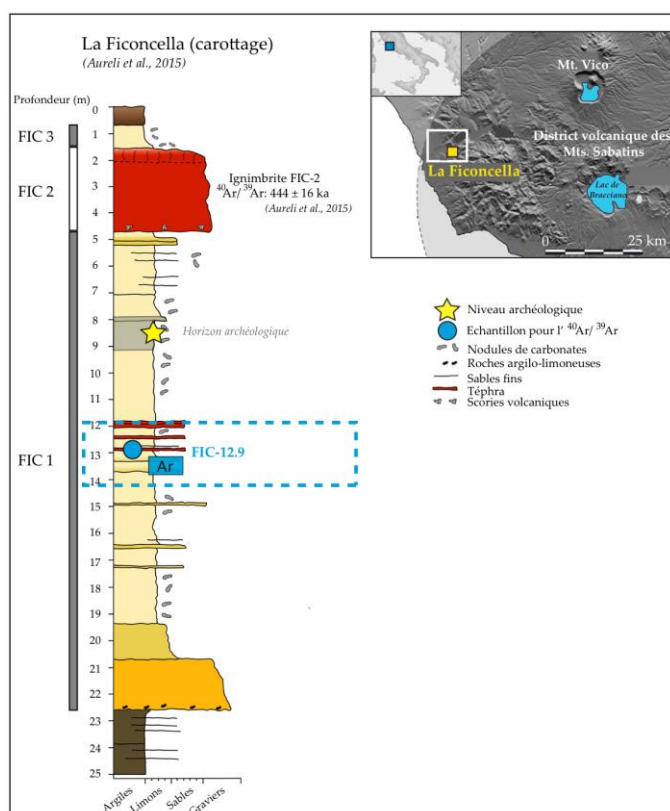 La Ficoncella (carottage)
(Aureli et al., 2015)
Profondeur (m)
0
FIC 3
1
2
FIC 2
3
4
5
6
7
8
9
10
11
12
13
14
FIC 1
15
16
17
18
19
20
21
22
23
24
25
Ignimbrite FIC-2
40Ar/ 39Ar: 444 ± 16 ka
(Aureli et al., 2015)
Horizon archéologique
FIC-12.9
Ar
Argiles
Limons
Sables
Graviers
Mt. Vico
District volcanique des
Mts. Sabatins
La Ficoncella
Lac de
Bracciano
0 25 km
Niveau archéologique
Echantillon pour l' 40Ar/ 39Ar
Nodules de carbonates
Roches argilo-limoneuses
Sables fins
Téphra
Scories volcaniques